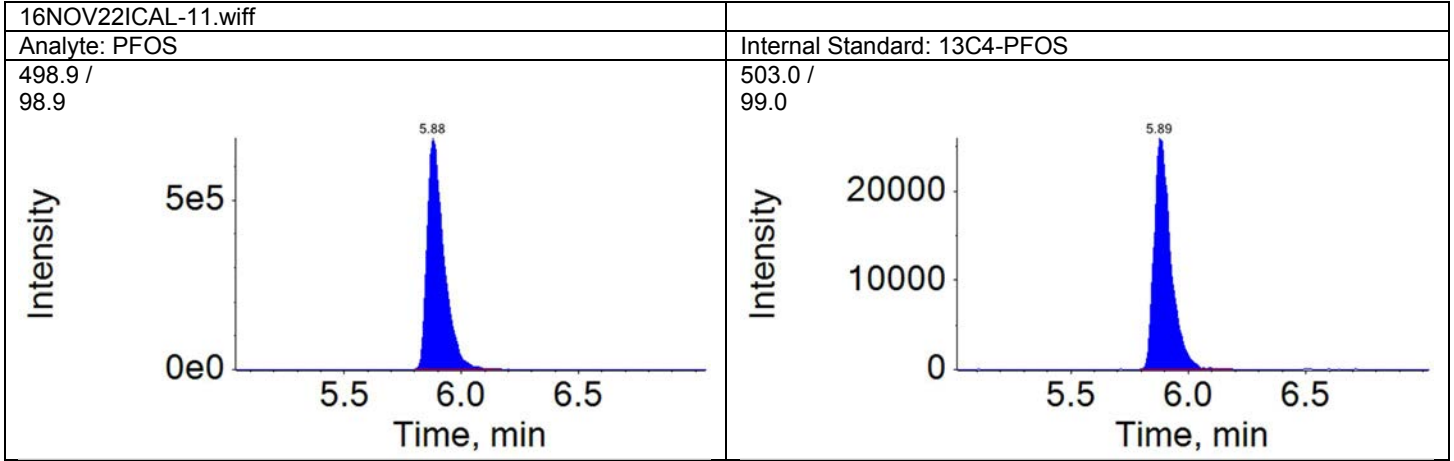 16NOV22ICAL-11.wiff
Analyte: PFOS
Internal Standard: 13C4-PFOS
498.9 /
98.9
5.88
5e5
0e0
Intensity
5.5 6.0 6.5
Time, min
503.0 /
99.0
5.89
20000
10000
0
Intensity
5.5 6.0 6.5
Time, min